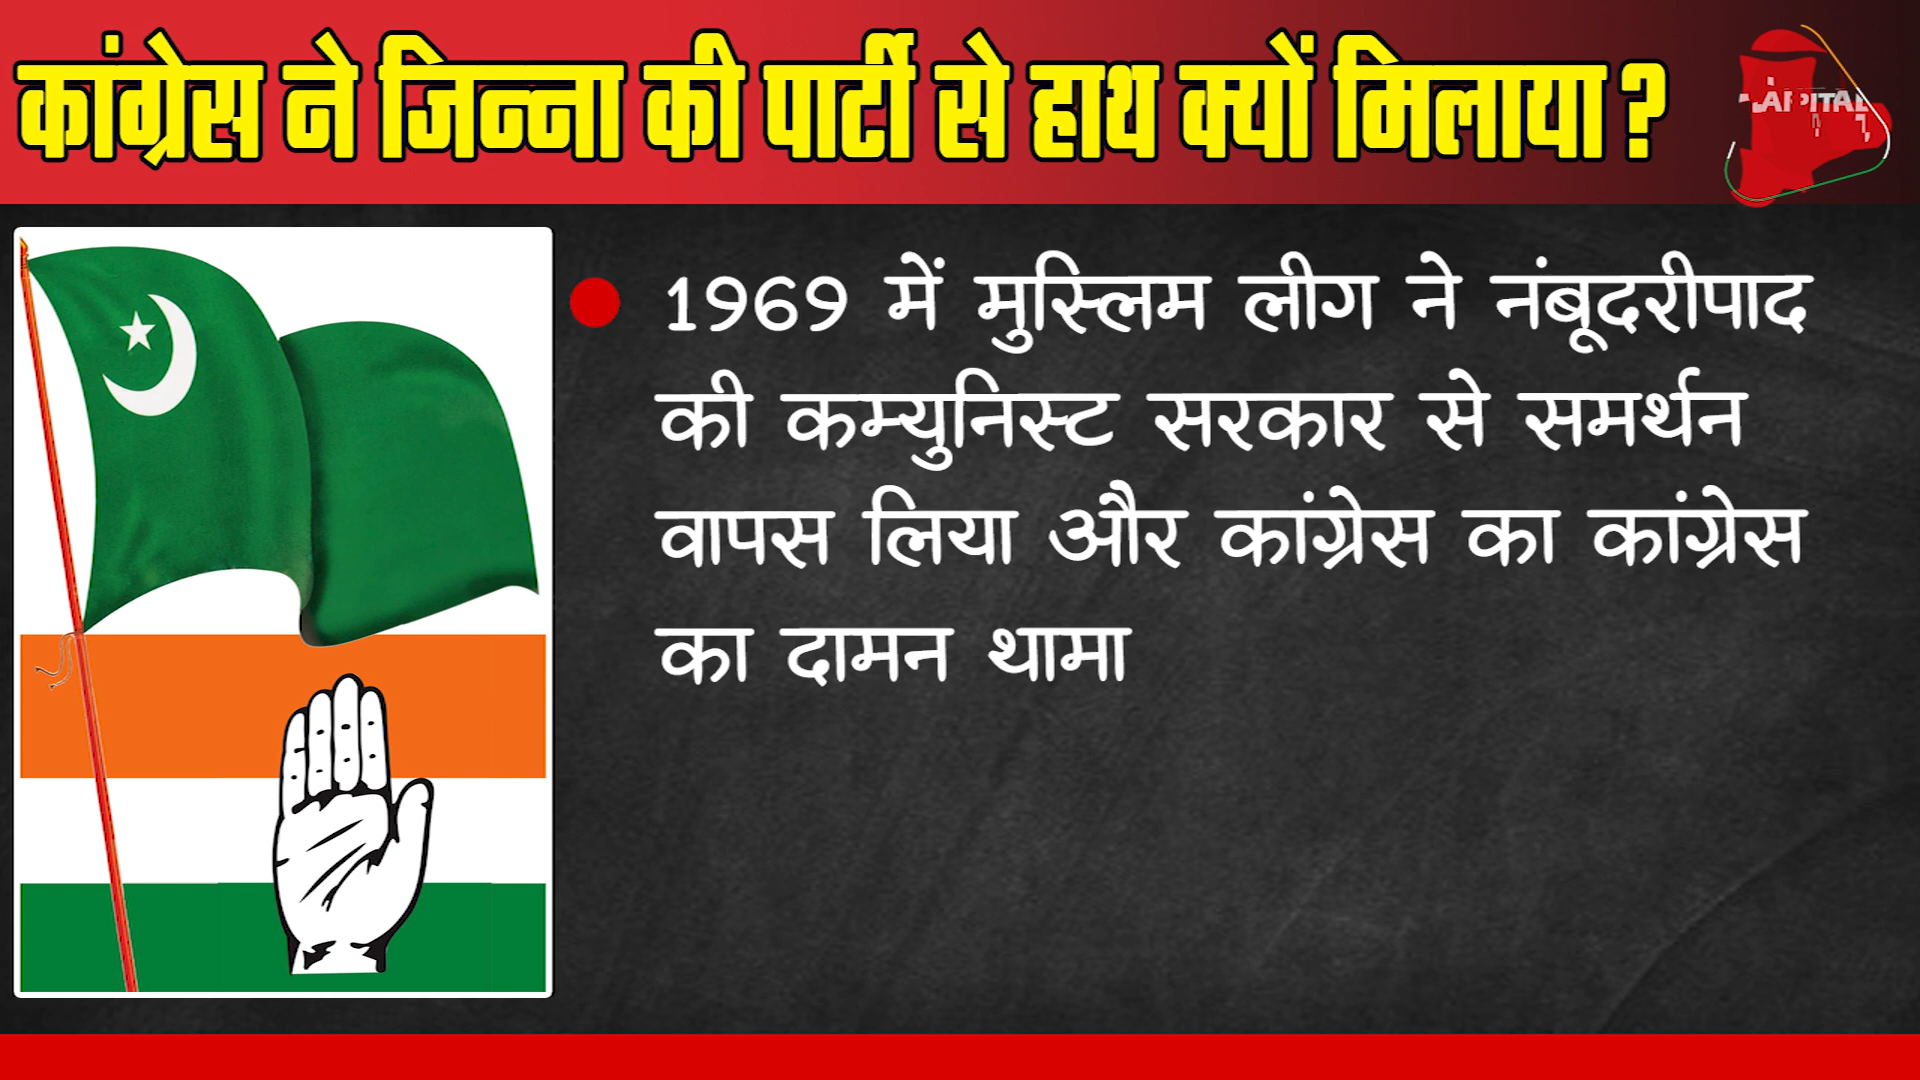 कांग्रेस ने जिन्ना की पार्टी से हाथ क्यों मिलाया?
1969 में मुस्लिम लीग ने नंबूदरीपाद
की कम्युनिस्ट सरकार से समर्थन
वापस लिया और कांग्रेस का कांग्रेस
का दामन थामा